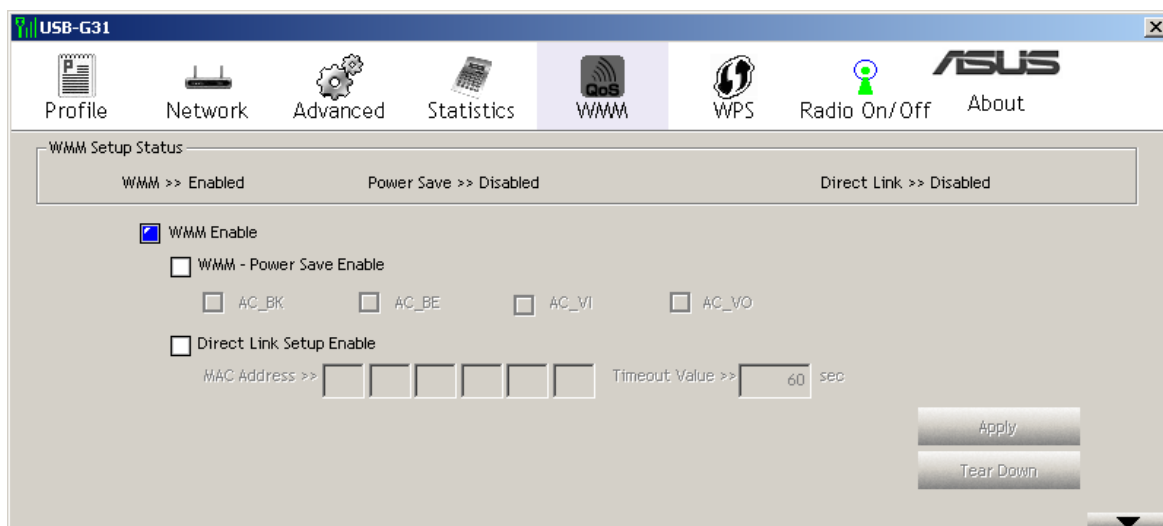 USB-G31
Profile Network Advanced Statistics QoS WMM WPS Radio On/Off ASUS About
WMM Setup Status
WMM >> Enabled Power Save >> Disabled Direct Link >> Disabled
WMM Enable
WMM - Power Save Enable
AC_BK AC_BE AC_VI AC_VO
Direct Link Setup Enable
MAC Address >> Timeout Value >> 60 sec
Apply
Tear Down